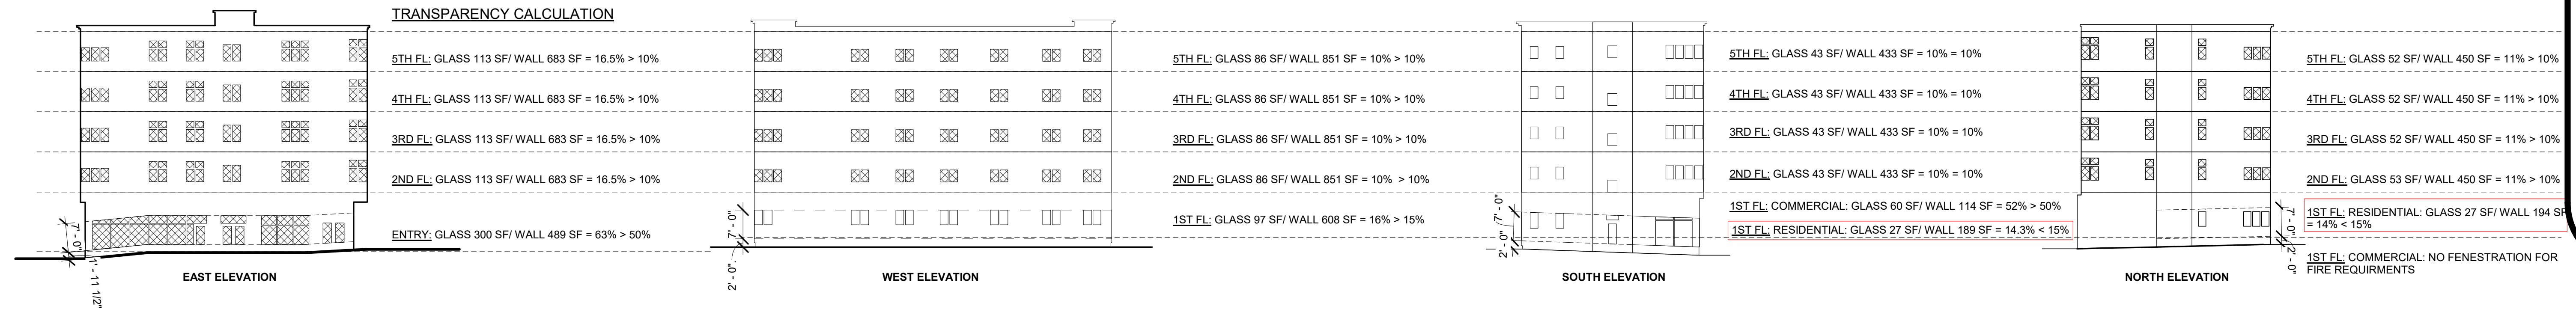 TRANSPARENCY CALCULATION
5TH FL: GLASS 113 SF/ WALL 683 SF = 16.5% > 10%
4TH FL: GLASS 113 SF/ WALL 683 SF = 16.5% > 10%
3RD FL: GLASS 113 SF/ WALL 683 SF = 16.5% > 10%
2ND FL: GLASS 113 SF/ WALL 683 SF = 16.5% > 10%
ENTRY: GLASS 300 SF/ WALL 489 SF = 63% > 50%
7' - 0"
1' - 11 1/2"
EAST ELEVATION
5TH FL: GLASS 86 SF/ WALL 851 SF = 10% > 10%
4TH FL: GLASS 86 SF/ WALL 851 SF = 10% > 10%
3RD FL: GLASS 86 SF/ WALL 851 SF = 10% > 10%
2ND FL: GLASS 86 SF/ WALL 851 SF = 10% > 10%
1ST FL: GLASS 97 SF/ WALL 608 SF = 16% > 15%
7' - 0"
2' - 0"
WEST ELEVATION
5TH FL: GLASS 43 SF/ WALL 433 SF = 10% = 10%
4TH FL: GLASS 43 SF/ WALL 433 SF = 10% = 10%
3RD FL: GLASS 43 SF/ WALL 433 SF = 10% = 10%
2ND FL: GLASS 43 SF/ WALL 433 SF = 10% = 10%
1ST FL: COMMERCIAL: GLASS 60 SF/ WALL 114 SF = 52% > 50%
1ST FL: RESIDENTIAL: GLASS 27 SF/ WALL 189 SF = 14.3% < 15%
7' - 0"
2' - 0"
SOUTH ELEVATION
5TH FL: GLASS 52 SF/ WALL 450 SF = 11% > 10%
4TH FL: GLASS 52 SF/ WALL 450 SF = 11% > 10%
3RD FL: GLASS 52 SF/ WALL 450 SF = 11% > 10%
2ND FL: GLASS 53 SF/ WALL 450 SF = 11% > 10%
1ST FL: RESIDENTIAL: GLASS 27 SF/ WALL 194 SF
= 14% < 15%
1ST FL: COMMERCIAL: NO FENESTRATION FOR
FIRE REQUIRMENTS
7' - 0"
2' - 0"
NORTH ELEVATION